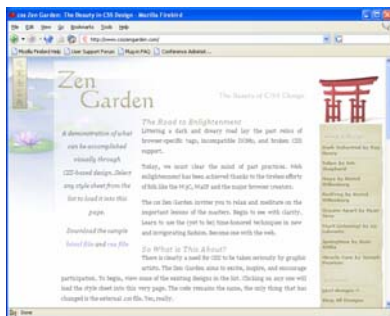 css Zen Garden: The Beauty in CSS Design - Mozilla Firebird
File Edit View Go Bookmarks Tools Help
http://www.csszengarden.com/
Mozilla Firebird Help User Support Forum Plug-in FAQ Conference Administ...
Zen
Garden
The Beauty of CSS Design
A demonstration of what
can be accomplished
visually through
CSS-based design. Select
any style sheet from the
list to load it into this
page.
Download the sample
html file and css file
The Road to Enlightenment
Littering a dark and dreary road lay the past relics of
browser-specific tags, incompatible DOMs, and broken CSS
support.
Today, we must clear the mind of past practices. Web
enlightenment has been achieved thanks to the tireless efforts
of folk like the W3C, WaSP and the major browser creators.
The css Zen Garden invites you to relax and meditate on the
important lessons of the masters. Begin to see with clarity.
Learn to use the (yet to be) time-honored techniques in new
and invigorating fashion. Become one with the web.
So What is This About?
There is clearly a need for CSS to be taken seriously by graphic
artists. The Zen Garden aims to excite, inspire, and encourage
participation. To begin, view some of the existing designs in the list. Clicking on any one will
load the style sheet into this very page. The code remains the same, the only thing that has
changed is the external .css file. Yes, really.
Done